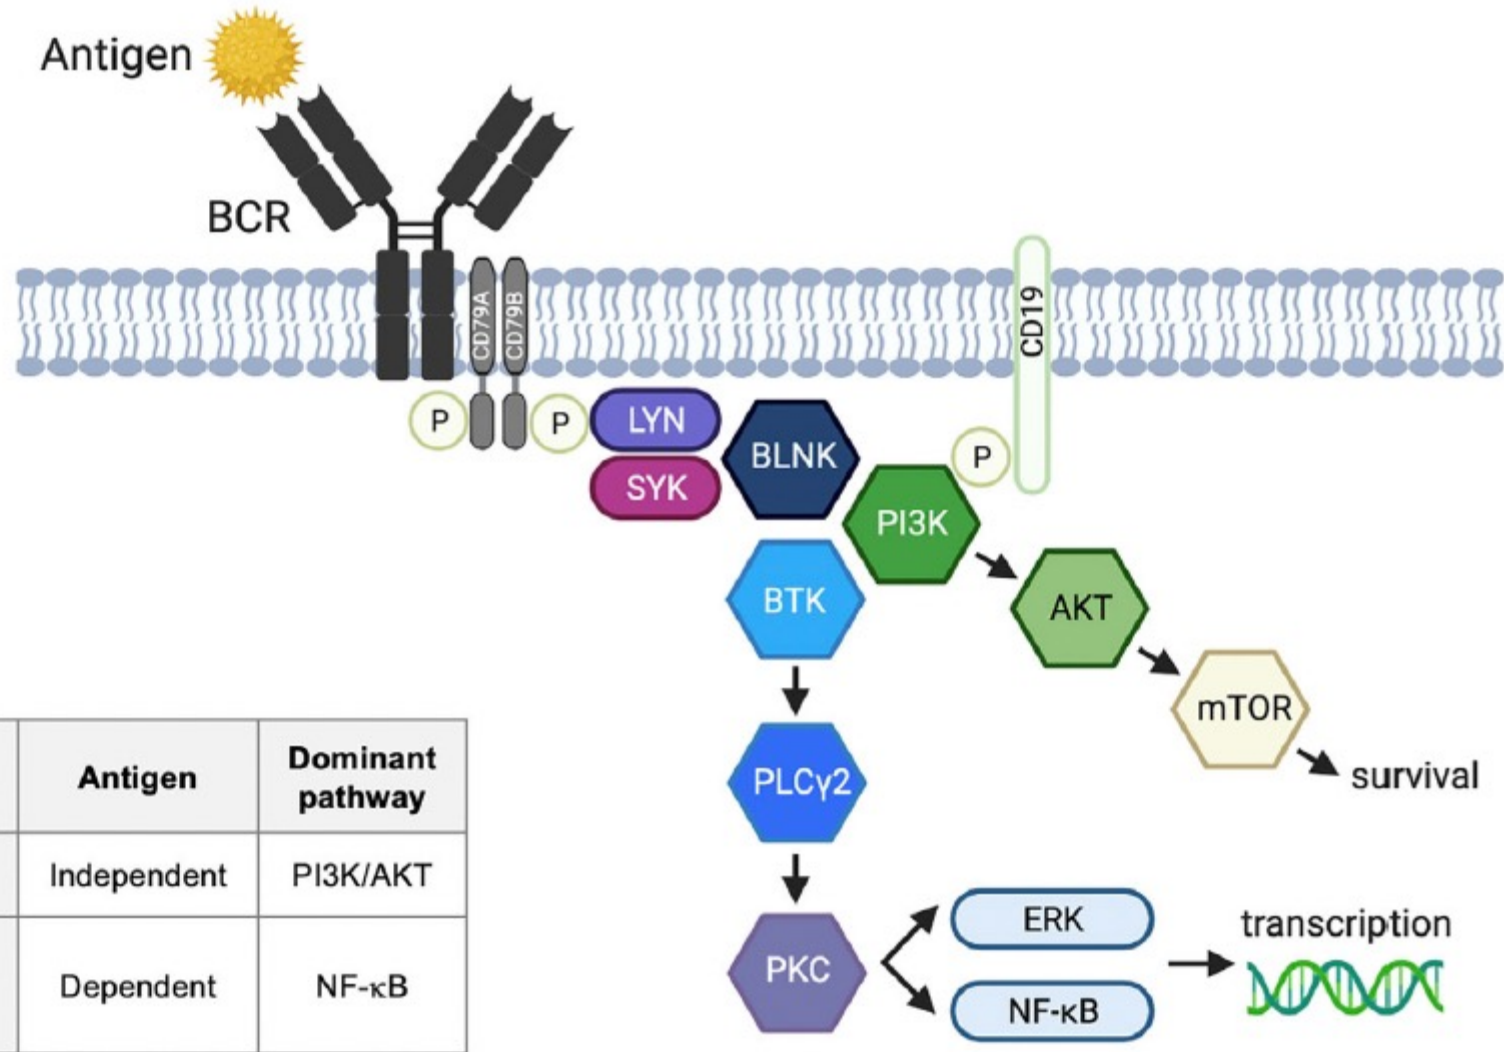 Antigen
BCR
CD79A
CD79B
CD19
P
P
LYN
SYK
BLNK
P
PI3K
BTK
AKT
mTOR
survival
PLCγ2
PKC
ERK
NF-κB
transcription
Antigen
Dominant
pathway
Independent
PI3K/AKT
Dependent
NF-κB